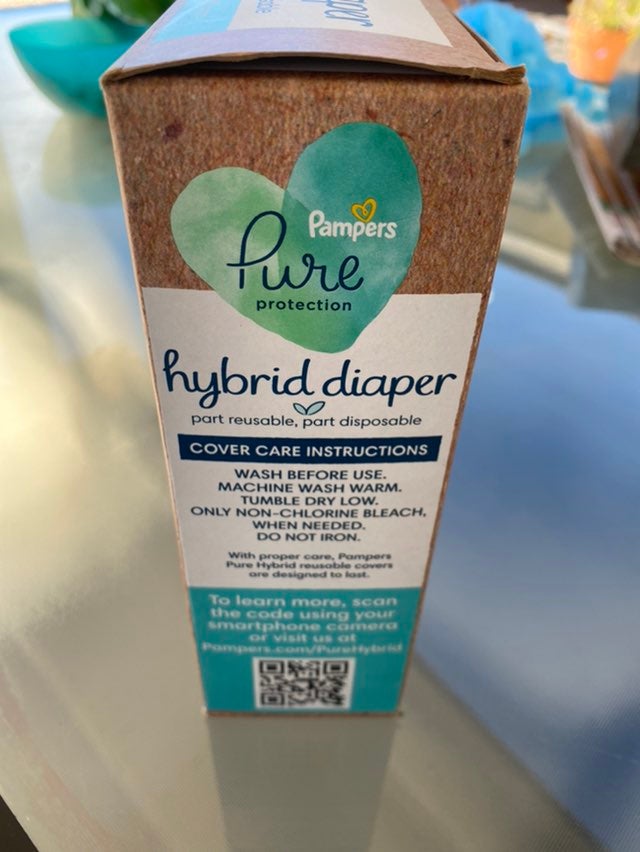 Pampers
Pure
protection
hybrid diaper
part reusable, part disposable
COVER CARE INSTRUCTIONS
WASH BEFORE USE.
MACHINE WASH WARM.
TUMBLE DRY LOW.
ONLY NON-CHLORINE BLEACH,
WHEN NEEDED.
DO NOT IRON.
With proper care, Pampers
Pure Hybrid reusable covers
are designed to last.
To learn more, scan
the code using your
smartphone camera
or visit us at
Pampers.com/PureHybrid